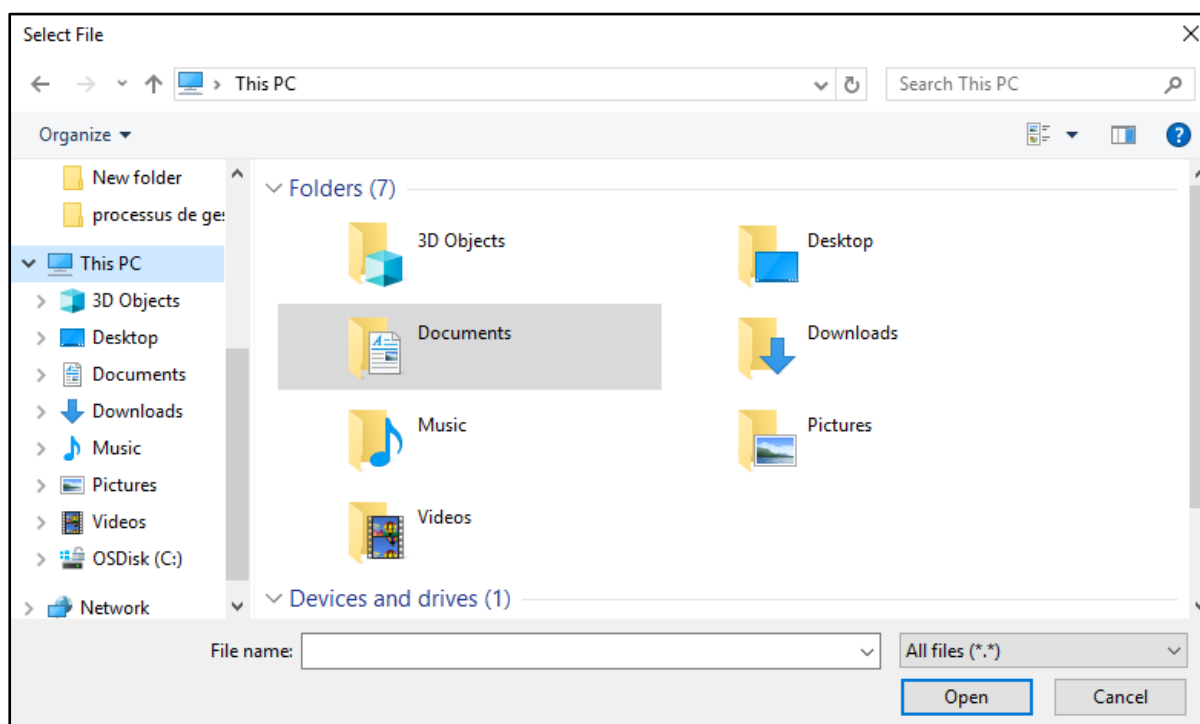 Select File
This PC
Search This PC
Organize
New folder
processus de ges
This PC
3D Objects
Desktop
Documents
Downloads
Music
Pictures
Videos
OSDisk (C:)
Network
Folders (7)
3D Objects
Desktop
Documents
Downloads
Music
Pictures
Videos
Devices and drives (1)
File name:
All files (*.*)
Open
Cancel